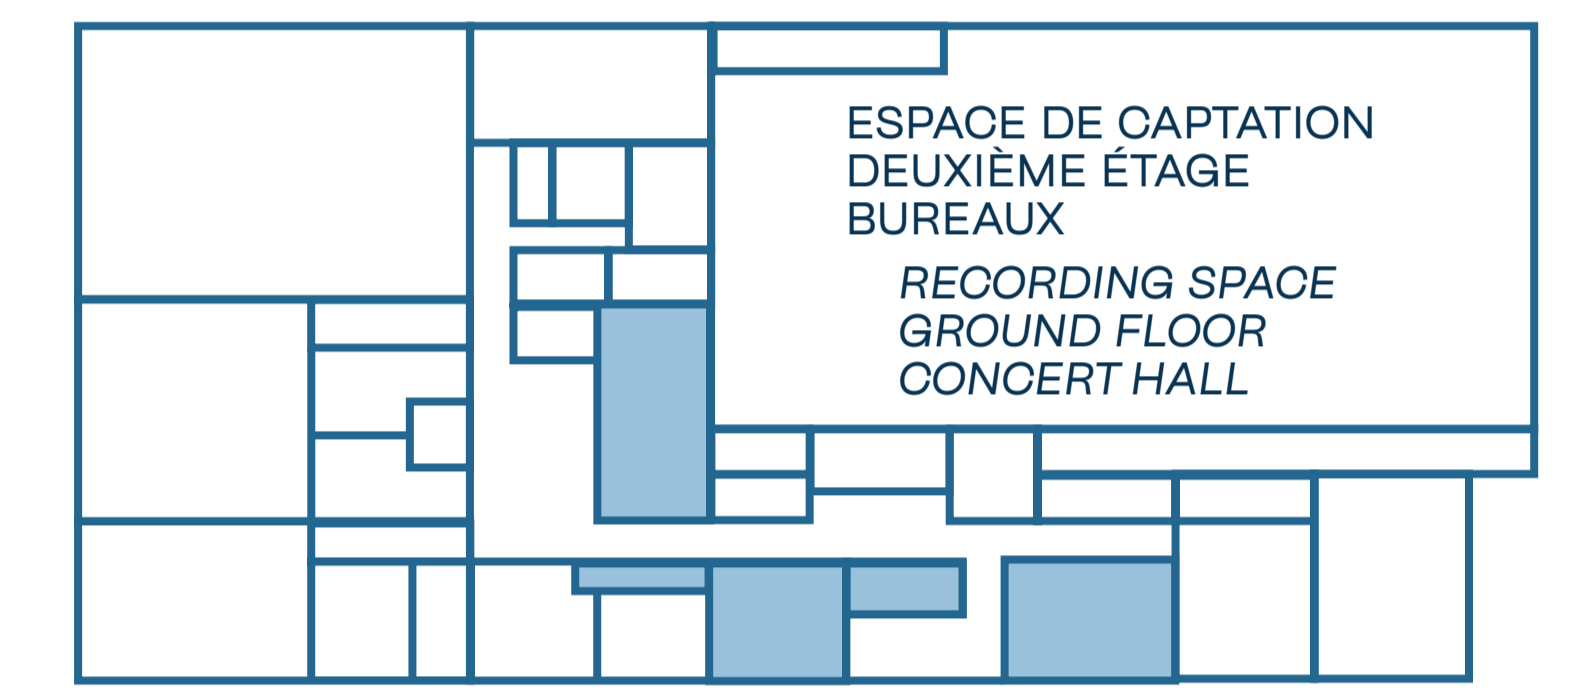 ESPACE DE CAPTATION
DEUXIÈME ÉTAGE
BUREAUX
RECORDING SPACE
GROUND FLOOR
CONCERT HALL